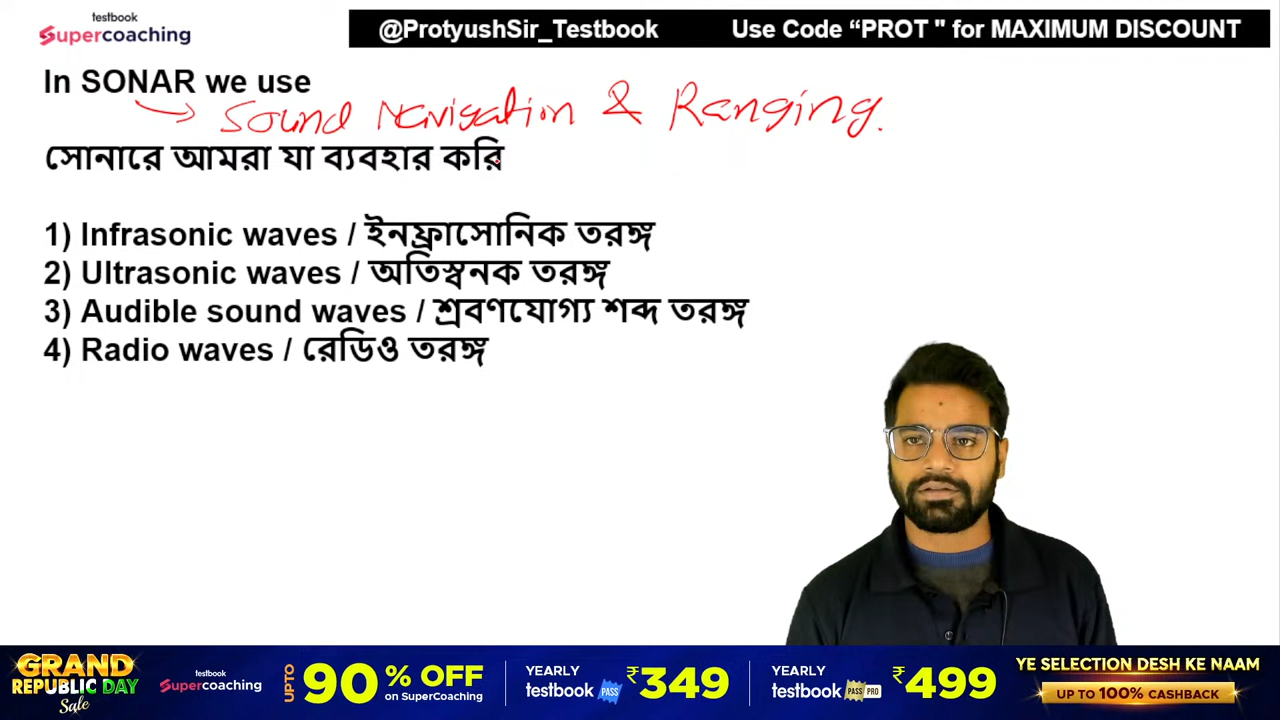 testbook
Supercoaching
@ProtyushSir_Testbook Use Code “PROT " for MAXIMUM DISCOUNT
In SONAR we use
Sound Navigation & Ranging.
সোনারে আমরা যা ব্যবহার করি
1) Infrasonic waves / ইনফ্রাসোনিক তরঙ্গ
2) Ultrasonic waves / অতিস্বনক তরঙ্গ
3) Audible sound waves / শ্রবণযোগ্য শব্দ তরঙ্গ
4) Radio waves / রেডিও তরঙ্গ
GRAND
REPUBLIC DAY
Sale
testbook
Supercoaching
UPTO 90% OFF
on SuperCoaching
YEARLY
testbook PASS ₹349
YEARLY
testbook PASS PRO ₹499
YE SELECTION DESH KE NAAM
UP TO 100% CASHBACK